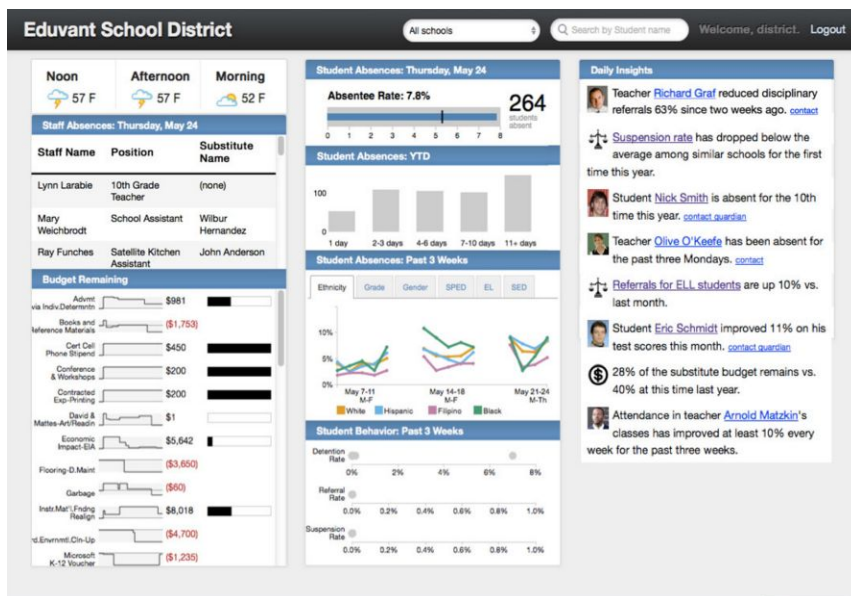 Eduvant School District
All schools
Search by Student name
Welcome, district.
Logout
Noon
Afternoon
Morning
57 F
57 F
52 F
Staff Absences: Thursday, May 24
Staff Name Position Substitute Name
Lynn Larabie 10th Grade Teacher (none)
Mary Weichbrodt School Assistant Wilbur Hernandez
Ray Funches Satellite Kitchen Assistant John Anderson
Budget Remaining
Advmt
via Indiv.Determntn
$981
Books and
Reference Materials
($1,753)
Cert Cell
Phone Stipend
$450
Conference
& Workshops
$200
Contracted
Exp-Printing
$200
David &
Mattes-Art/Readin
$1
Economic
Impact-EIA
$5,642
Flooring-D.Maint
($3,650)
Garbage
($60)
Instr.Mat'l.Fndng
Realign
$8,018
rd.Envrnmtl.Cln-Up
($4,700)
Microsoft
K-12 Voucher
($1,235)
Student Absences: Thursday, May 24
Absentee Rate: 7.8%
264
students
absent
0 1 2 3 4 5 6 7 8
Student Absences: YTD
100
0
1 day 2-3 days 4-6 days 7-10 days 11+ days
Student Absences: Past 3 Weeks
Ethnicity Grade Gender SPED EL SED
10%
5%
0%
May 7-11 May 14-18 May 21-24
M-F M-F M-Th
White Hispanic Filipino Black
Student Behavior: Past 3 Weeks
Detention
Rate
0% 2% 4% 6% 8%
Referral
Rate
0.0% 0.2% 0.4% 0.6% 0.8% 1.0%
Suspension
Rate
0.0% 0.2% 0.4% 0.6% 0.8% 1.0%
Daily Insights
Teacher Richard Graf reduced disciplinary
referrals 63% since two weeks ago. contact
Suspension rate has dropped below the
average among similar schools for the first
time this year.
Student Nick Smith is absent for the 10th
time this year. contact guardian
Teacher Olive O'Keefe has been absent for
the past three Mondays. contact
Referrals for ELL students are up 10% vs.
last month.
Student Eric Schmidt improved 11% on his
test scores this month. contact guardian
$
28% of the substitute budget remains vs.
40% at this time last year.
Attendance in teacher Arnold Matzkin's
classes has improved at least 10% every
week for the past three weeks.